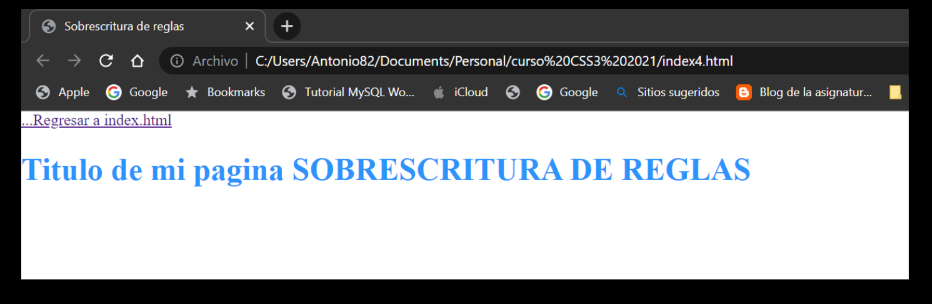 Sobrescritura de reglas
Archivo C:/Users/Antonio82/Documents/Personal/curso%20CSS3%202021/index4.html
Apple Google Bookmarks Tutorial MySQL Wo... iCloud Google Sitios sugeridos Blog de la asignatur...
...Regresar a index.html
Titulo de mi pagina SOBRESCRITURA DE REGLAS